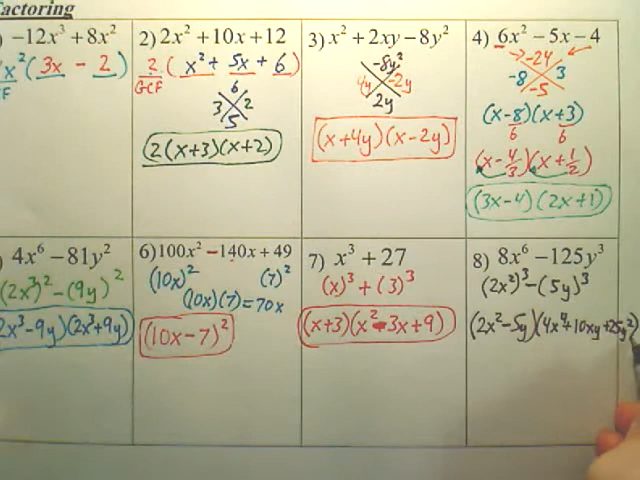 actoring
) -12x³ + 8x²
x²(3x - 2)
F
2) 2x² + 10x + 12
2(x² + 5x + 6)
GCF
6
3 2
5
2(x+3)(x+2)
3) x² + 2xy - 8y²
-8y²
4y -2y
2y
(x+4y)(x-2y)
4) 6x² - 5x - 4
-24
-8 3
-5
(x-8)(x+3)
6 6
(x-4/3)(x+1/2)
(3x-4)(2x+1)
) 4x⁶ - 81y²
(2x³)² - (9y)²
2x³-9y)(2x³+9y)
6) 100x² - 140x + 49
(10x)² (7)²
(10x)(7) = 70x
(10x-7)²
7) x³ + 27
(x)³ + (3)³
(x+3)(x²-3x+9)
8) 8x⁶ - 125y³
(2x²)³ - (5y)³
(2x²-5y)(4x⁴+10xy+25y²)